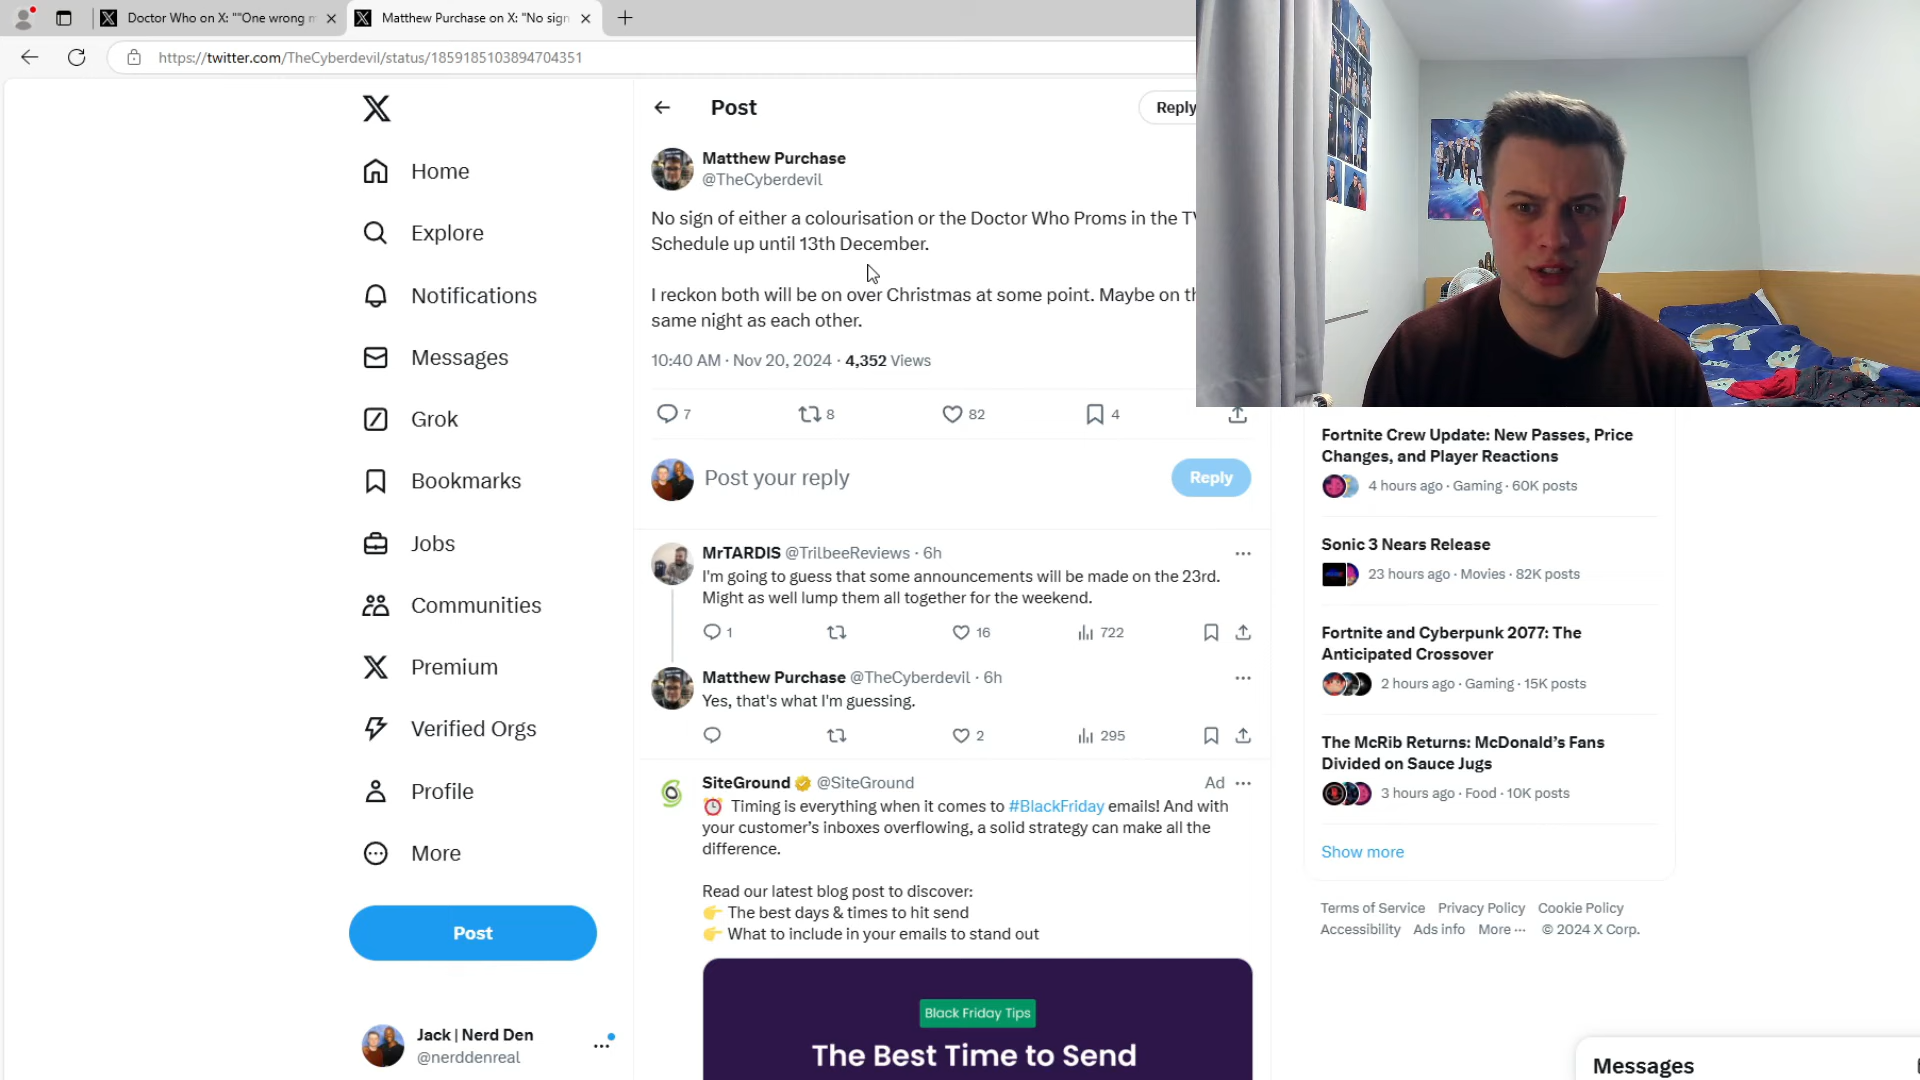 Doctor Who on X: ""One wrong m
Matthew Purchase on X: "No sign
https://twitter.com/TheCyberdevil/status/1859185103894704351
Post
Reply
Home
Explore
Notifications
Messages
Grok
Bookmarks
Jobs
Communities
Premium
Verified Orgs
Profile
More
Post
Jack | Nerd Den
@nerddenreal
Matthew Purchase
@TheCyberdevil
No sign of either a colourisation or the Doctor Who Proms in the TV
Schedule up until 13th December.
I reckon both will be on over Christmas at some point. Maybe on th
same night as each other.
10:40 AM · Nov 20, 2024 · 4,352 Views
7 8 82 4
Post your reply
Reply
MrTARDIS @TrilbeeReviews · 6h
I'm going to guess that some announcements will be made on the 23rd.
Might as well lump them all together for the weekend.
1 16 722
Matthew Purchase @TheCyberdevil · 6h
Yes, that's what I'm guessing.
2 295
SiteGround @SiteGround Ad
Timing is everything when it comes to #BlackFriday emails! And with
your customer's inboxes overflowing, a solid strategy can make all the
difference.
Read our latest blog post to discover:
👉 The best days & times to hit send
👉 What to include in your emails to stand out
Black Friday Tips
The Best Time to Send
Fortnite Crew Update: New Passes, Price
Changes, and Player Reactions
4 hours ago · Gaming · 60K posts
Sonic 3 Nears Release
23 hours ago · Movies · 82K posts
Fortnite and Cyberpunk 2077: The
Anticipated Crossover
2 hours ago · Gaming · 15K posts
The McRib Returns: McDonald's Fans
Divided on Sauce Jugs
3 hours ago · Food · 10K posts
Show more
Terms of Service Privacy Policy Cookie Policy
Accessibility Ads info More ··· © 2024 X Corp.
Messages